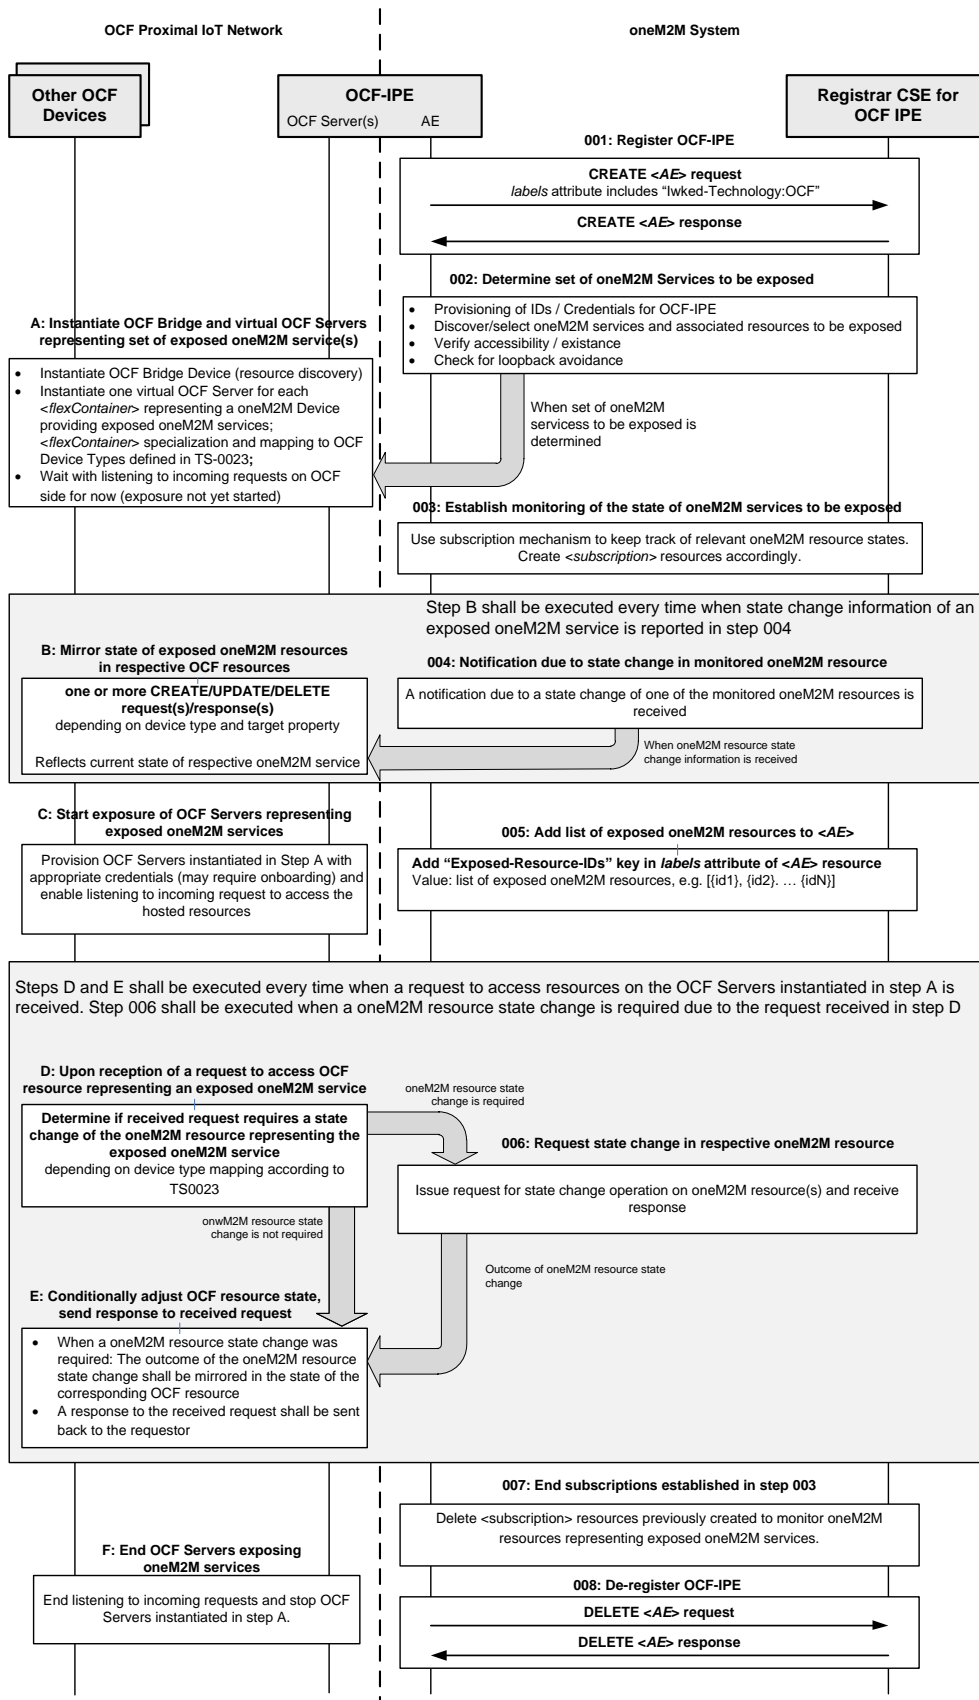 OCF Proximal IoT Network
oneM2M System
Other OCF
Devices
OCF-IPE
OCF Server(s) AE
Registrar CSE for
OCF IPE
001: Register OCF-IPE
CREATE <AE> request
labels attribute includes “Iwked-Technology:OCF”
CREATE <AE> response
002: Determine set of oneM2M Services to be exposed
• Provisioning of IDs / Credentials for OCF-IPE
• Discover/select oneM2M services and associated resources to be exposed
• Verify accessibility / existance
• Check for loopback avoidance
A: Instantiate OCF Bridge and virtual OCF Servers
representing set of exposed oneM2M service(s)
• Instantiate OCF Bridge Device (resource discovery)
• Instantiate one virtual OCF Server for each
<flexContainer> representing a oneM2M Device
providing exposed oneM2M services;
<flexContainer> specialization and mapping to OCF
Device Types defined in TS-0023;
• Wait with listening to incoming requests on OCF
side for now (exposure not yet started)
When set of oneM2M
servicess to be exposed is
determined
003: Establish monitoring of the state of oneM2M services to be exposed
Use subscription mechanism to keep track of relevant oneM2M resource states.
Create <subscription> resources accordingly.
Step B shall be executed every time when state change information of an
exposed oneM2M service is reported in step 004
B: Mirror state of exposed oneM2M resources
in respective OCF resources
one or more CREATE/UPDATE/DELETE
request(s)/response(s)
depending on device type and target property
Reflects current state of respective oneM2M service
004: Notification due to state change in monitored oneM2M resource
A notification due to a state change of one of the monitored oneM2M resources is
received
When oneM2M resource state
change information is received
C: Start exposure of OCF Servers representing
exposed oneM2M services
Provision OCF Servers instantiated in Step A with
appropriate credentials (may require onboarding) and
enable listening to incoming request to access the
hosted resources
005: Add list of exposed oneM2M resources to <AE>
Add “Exposed-Resource-IDs” key in labels attribute of <AE> resource
Value: list of exposed oneM2M resources, e.g. [{id1}, {id2}. … {idN}]
Steps D and E shall be executed every time when a request to access resources on the OCF Servers instantiated in step A is
received. Step 006 shall be executed when a oneM2M resource state change is required due to the request received in step D
D: Upon reception of a request to access OCF
resource representing an exposed oneM2M service
Determine if received request requires a state
change of the oneM2M resource representing the
exposed oneM2M service
depending on device type mapping according to
TS0023
oneM2M resource state
change is required
006: Request state change in respective oneM2M resource
Issue request for state change operation on oneM2M resource(s) and receive
response
onwM2M resource state
change is not required
Outcome of oneM2M resource state
change
E: Conditionally adjust OCF resource state,
send response to received request
• When a oneM2M resource state change was
required: The outcome of the oneM2M resource
state change shall be mirrored in the state of the
corresponding OCF resource
• A response to the received request shall be sent
back to the requestor
007: End subscriptions established in step 003
Delete <subscription> resources previously created to monitor oneM2M
resources representing exposed oneM2M services.
F: End OCF Servers exposing
oneM2M services
End listening to incoming requests and stop OCF
Servers instantiated in step A.
008: De-register OCF-IPE
DELETE <AE> request
DELETE <AE> response